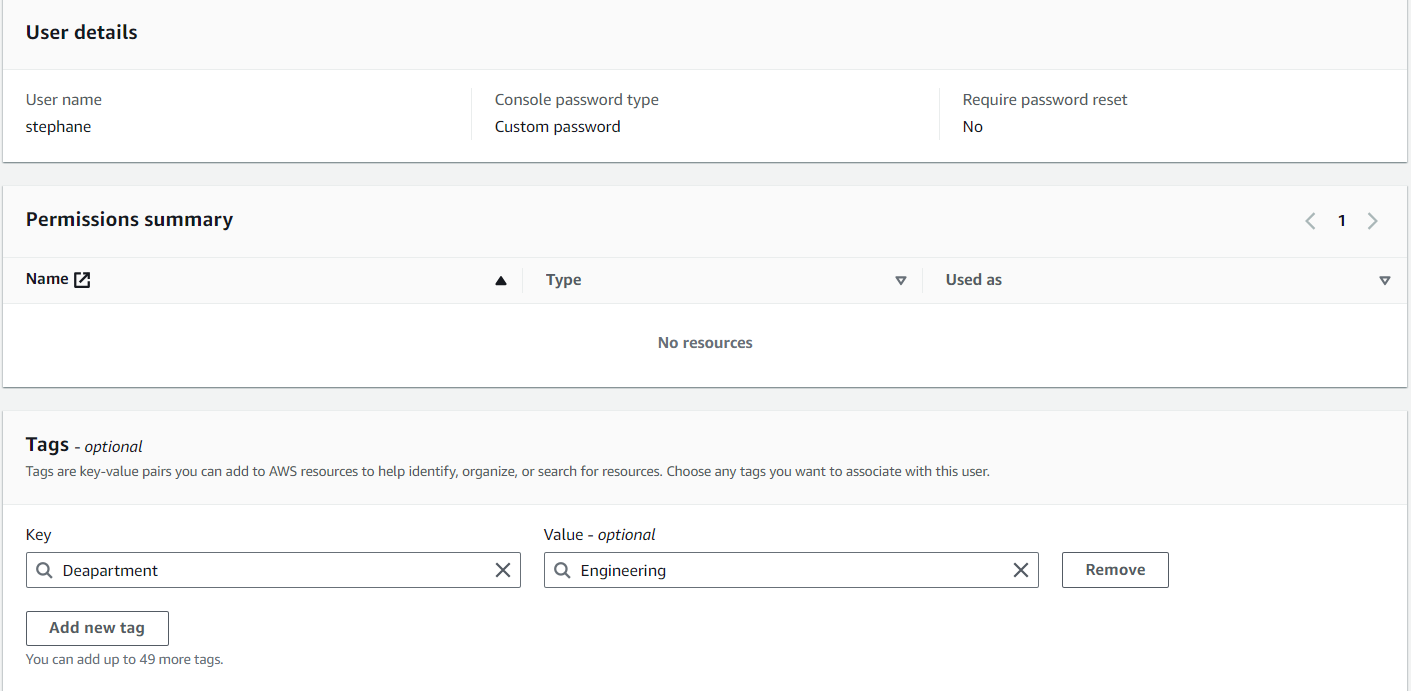 User details
User name Console password type Require password reset
stephane Custom password No
Permissions summary 1
Name Type Used as
No resources
Tags - optional
Tags are key-value pairs you can add to AWS resources to help identify, organize, or search for resources. Choose any tags you want to associate with this user.
Key Value - optional
Deapartment Engineering Remove
Add new tag
You can add up to 49 more tags.